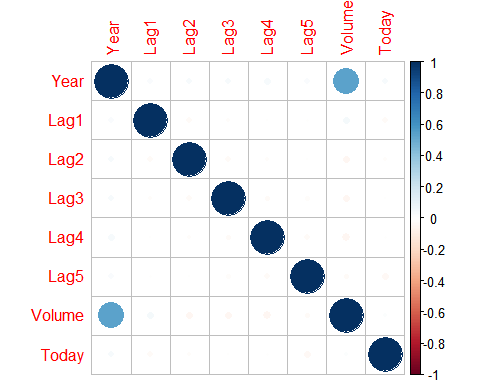 Year Lag1 Lag2 Lag3 Lag4 Lag5 Volume Today
Year
Lag1
Lag2
Lag3
Lag4
Lag5
Volume
Today
1
0.8
0.6
0.4
0.2
0
-0.2
-0.4
-0.6
-0.8
-1